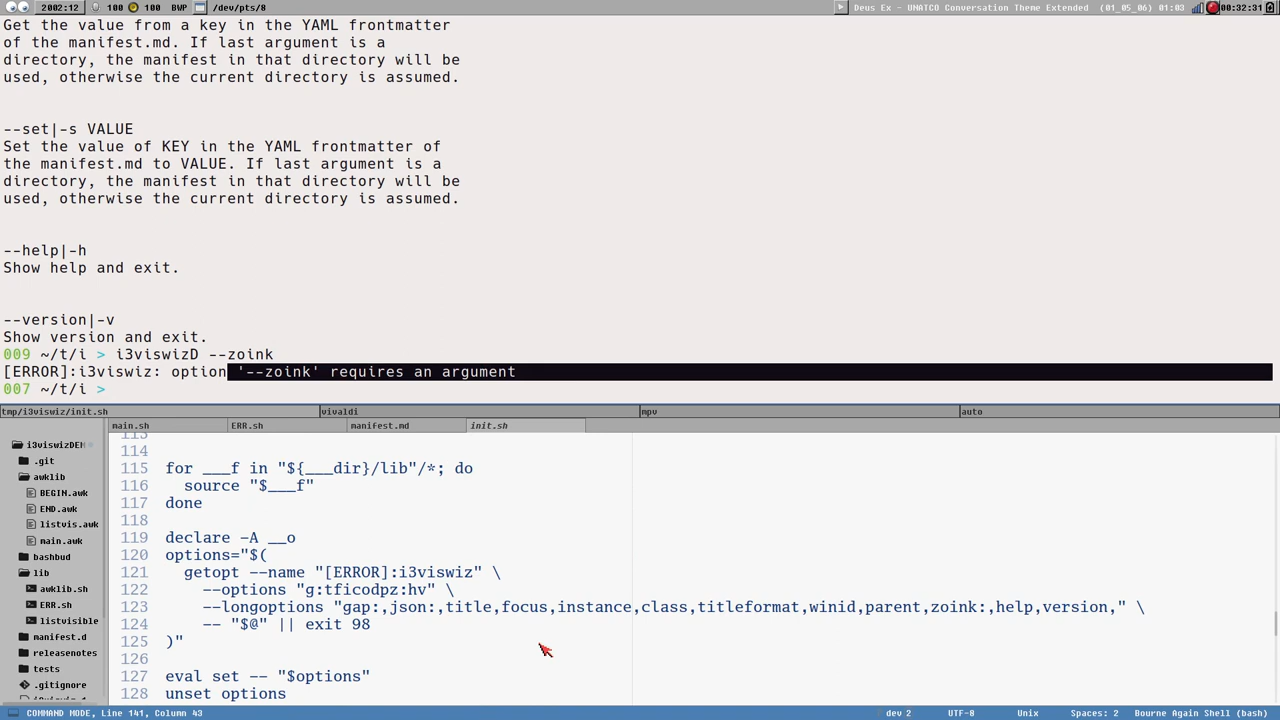 2002:12 100 100 BWP /dev/pts/8 Deus Ex - UNATCO Conversation Theme Extended (01_05_06) 01:03 00:32:31
Get the value from a key in the YAML frontmatter
of the manifest.md. If last argument is a
directory, the manifest in that directory will be
used, otherwise the current directory is assumed.
--set|-s VALUE
Set the value of KEY in the YAML frontmatter of
the manifest.md to VALUE. If last argument is a
directory, the manifest in that directory will be
used, otherwise the current directory is assumed.
--help|-h
Show help and exit.
--version|-v
Show version and exit.
009 ~/t/i > i3viswizD --zoink
[ERROR]:i3viswiz: option '--zoink' requires an argument
007 ~/t/i >
tmp/i3viswiz/init.sh vivaldi mpv auto
main.sh ERR.sh manifest.md init.sh
i3viswizDEM
.git
awklib
BEGIN.awk
END.awk
listvis.awk
main.awk
bashbud
lib
awklib.sh
ERR.sh
listvisible
manifest.d
releasenotes
tests
.gitignore
113
114
115 for ___f in "${___dir}/lib"/*; do
116 source "$___f"
117 done
118
119 declare -A __o
120 options="$(
121 getopt --name "[ERROR]:i3viswiz" \
122 --options "g:tficodpz:hv" \
123 --longoptions "gap:,json:,title,focus,instance,class,titleformat,winid,parent,zoink:,help,version," \
124 -- "$@" || exit 98
125 )"
126
127 eval set -- "$options"
128 unset options
COMMAND MODE, Line 141, Column 43 dev 2 UTF-8 Unix Spaces: 2 Bourne Again Shell (bash)